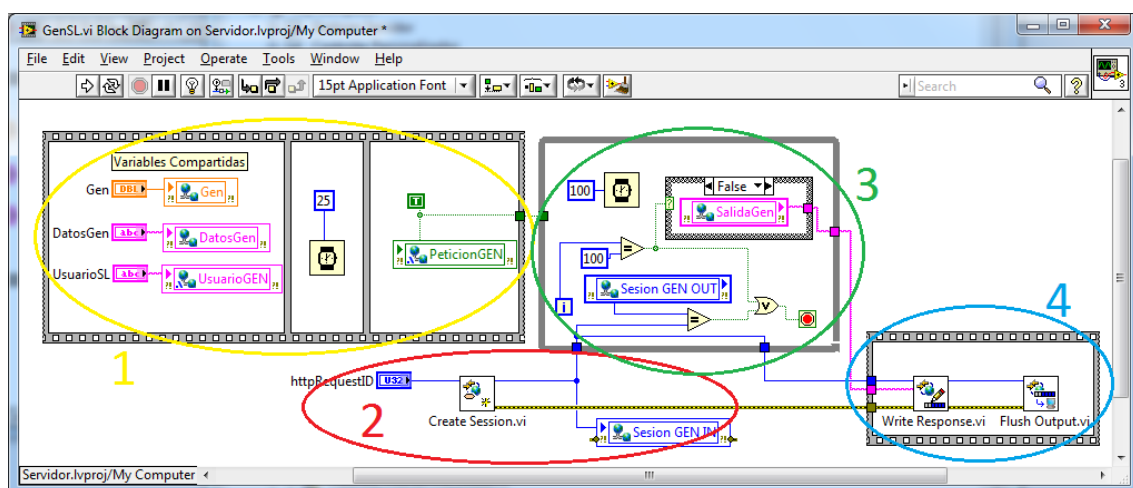 GenSL.vi Block Diagram on Servidor.lvproj/My Computer *
File Edit View Project Operate Tools Window Help
15pt Application Font
Search
3
Variables Compartidas
Gen DBL Gen
DatosGen abc DatosGen
UsuarioSL abc UsuarioGEN
25
T
PeticionGEN
1
100
False
SalidaGen
3
100
Sesion GEN OUT
i
4
httpRequestID U32
2
Create Session.vi
Sesion GEN IN
Write Response.vi Flush Output.vi
Servidor.lvproj/My Computer